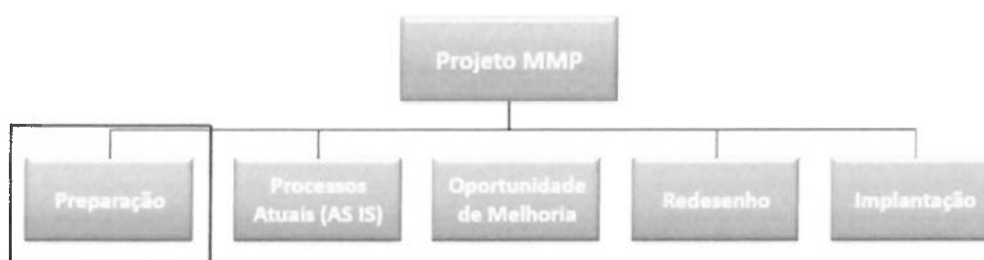 Projeto MMP
Preparação
Processos
Atuais (AS IS)
Oportunidade
de Melhoria
Redesenho
Implantação